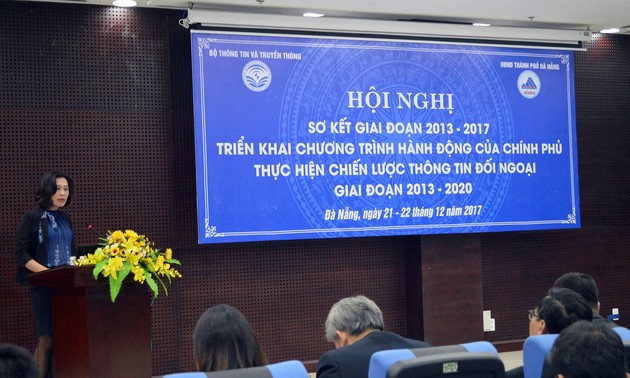 BỘ THÔNG TIN VÀ TRUYỀN THÔNG
UBND THÀNH PHỐ ĐÀ NẴNG
HỘI NGHỊ
SƠ KẾT GIAI ĐOẠN 2013 - 2017
TRIỂN KHAI CHƯƠNG TRÌNH HÀNH ĐỘNG CỦA CHÍNH PHỦ
THỰC HIỆN CHIẾN LƯỢC THÔNG TIN ĐỐI NGOẠI
GIAI ĐOẠN 2013 - 2020
Đà Nẵng, ngày 21 - 22 tháng 12 năm 2017